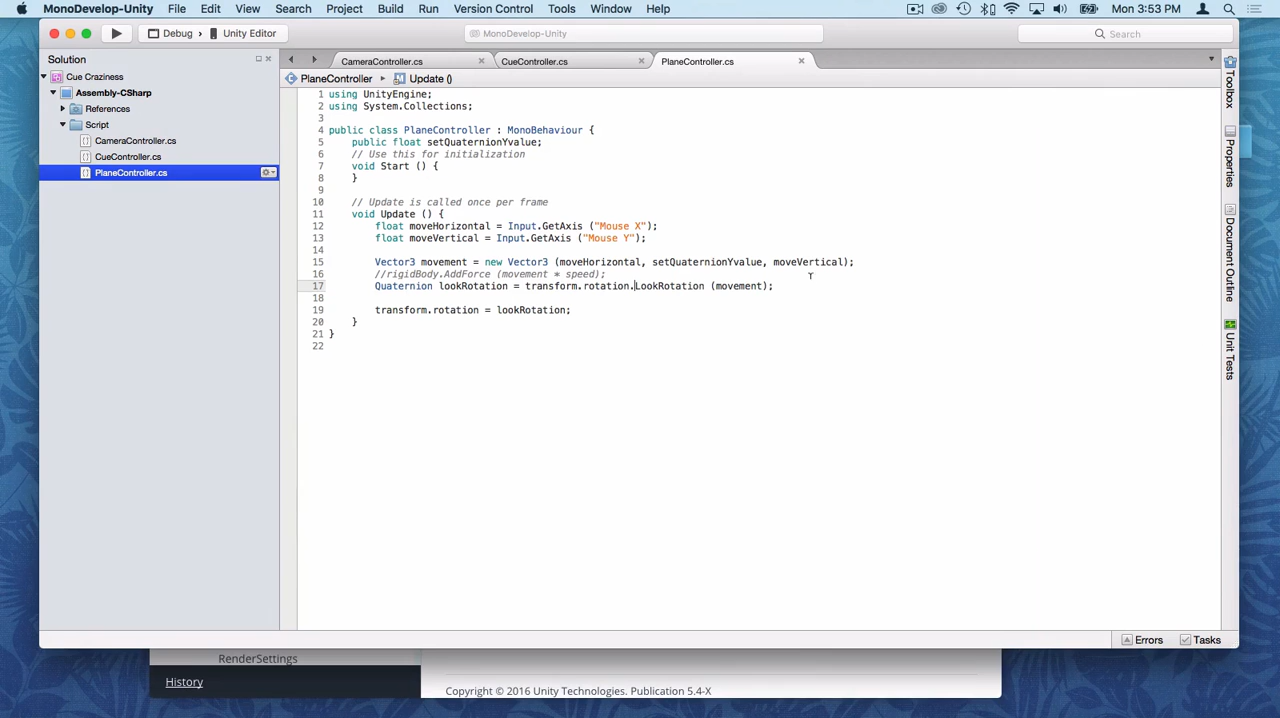 MonoDevelop-Unity File Edit View Search Project Build Run Version Control Tools Window Help Mon 3:53 PM
Debug Unity Editor MonoDevelop-Unity Search
Solution
Cue Craziness
Assembly-CSharp
References
Script
CameraController.cs
CueController.cs
PlaneController.cs
CameraController.cs CueController.cs PlaneController.cs
PlaneController Update ()
1 using UnityEngine;
2 using System.Collections;
3
4 public class PlaneController : MonoBehaviour {
5 public float setQuaternionYvalue;
6 // Use this for initialization
7 void Start () {
8 }
9
10 // Update is called once per frame
11 void Update () {
12 float moveHorizontal = Input.GetAxis ("Mouse X");
13 float moveVertical = Input.GetAxis ("Mouse Y");
14
15 Vector3 movement = new Vector3 (moveHorizontal, setQuaternionYvalue, moveVertical);
16 //rigidBody.AddForce (movement * speed);
17 Quaternion lookRotation = transform.rotation.LookRotation (movement);
18
19 transform.rotation = lookRotation;
20 }
21 }
22
Toolbox
Properties
Document Outline
Unit Tests
Errors Tasks
RenderSettings
History
Copyright © 2016 Unity Technologies. Publication 5.4-X